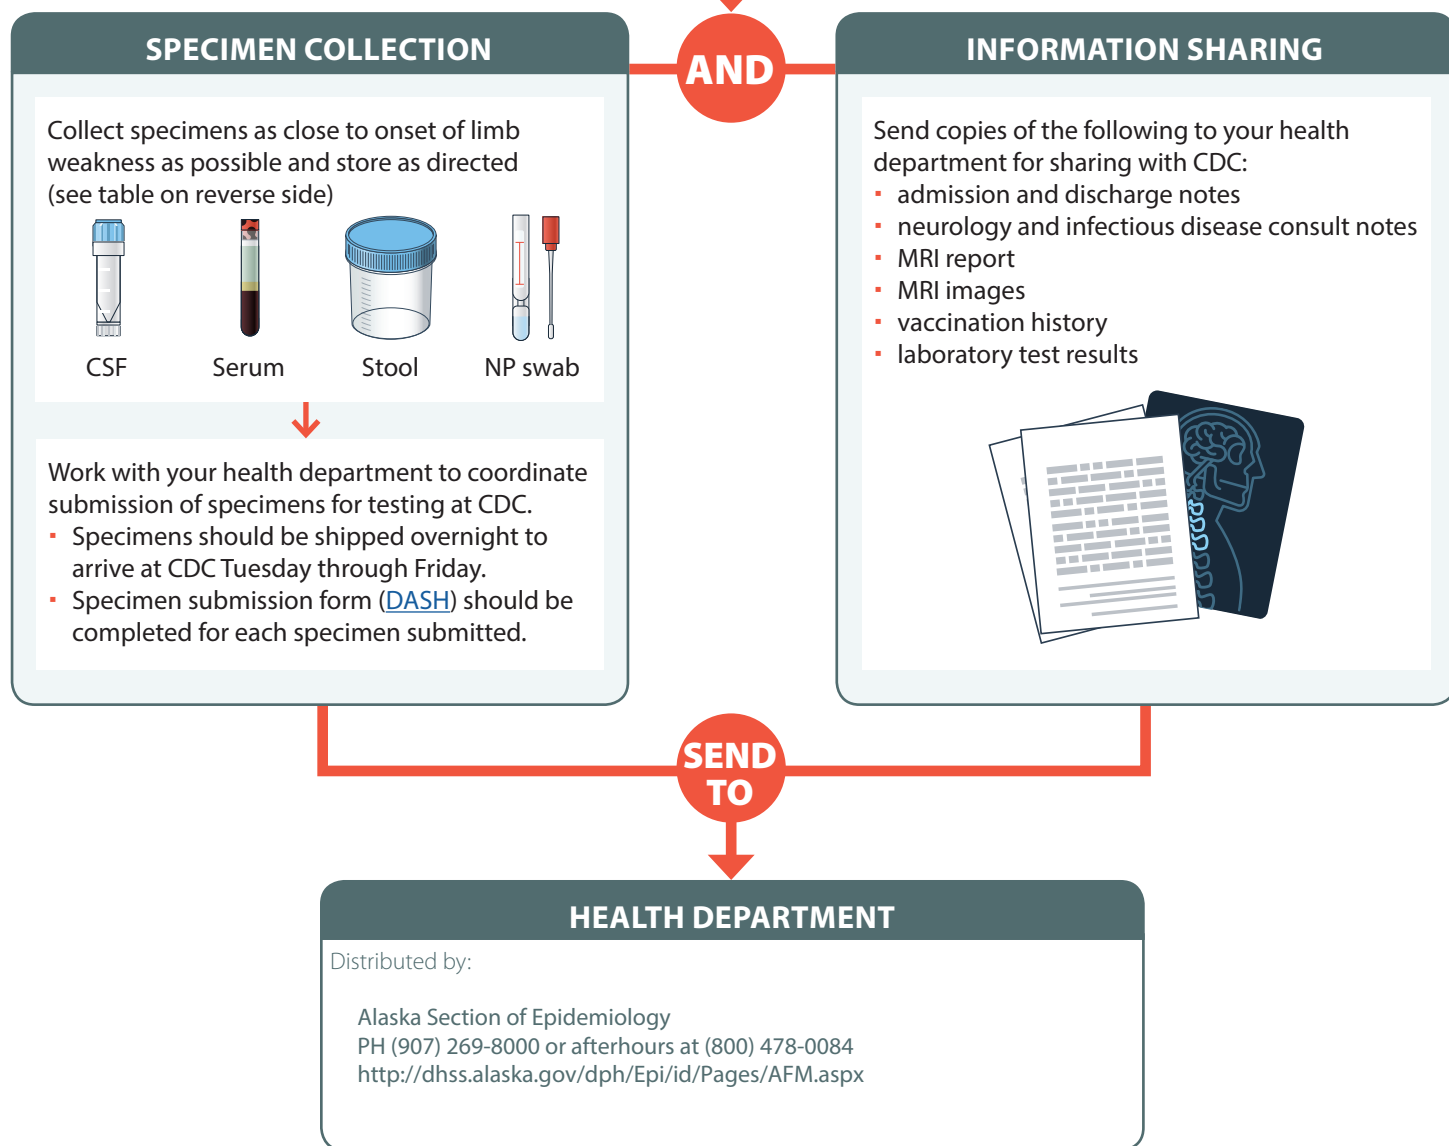 SPECIMEN COLLECTION
Collect specimens as close to onset of limb
weakness as possible and store as directed
(see table on reverse side)
CSF
Serum
Stool
NP swab
Work with your health department to coordinate
submission of specimens for testing at CDC.
▪ Specimens should be shipped overnight to
arrive at CDC Tuesday through Friday.
▪ Specimen submission form (DASH) should be
completed for each specimen submitted.
AND
INFORMATION SHARING
Send copies of the following to your health
department for sharing with CDC:
▪ admission and discharge notes
▪ neurology and infectious disease consult notes
▪ MRI report
▪ MRI images
▪ vaccination history
▪ laboratory test results
SEND
TO
HEALTH DEPARTMENT
Distributed by:
Alaska Section of Epidemiology
PH (907) 269-8000 or afterhours at (800) 478-0084
http://dhss.alaska.gov/dph/Epi/id/Pages/AFM.aspx